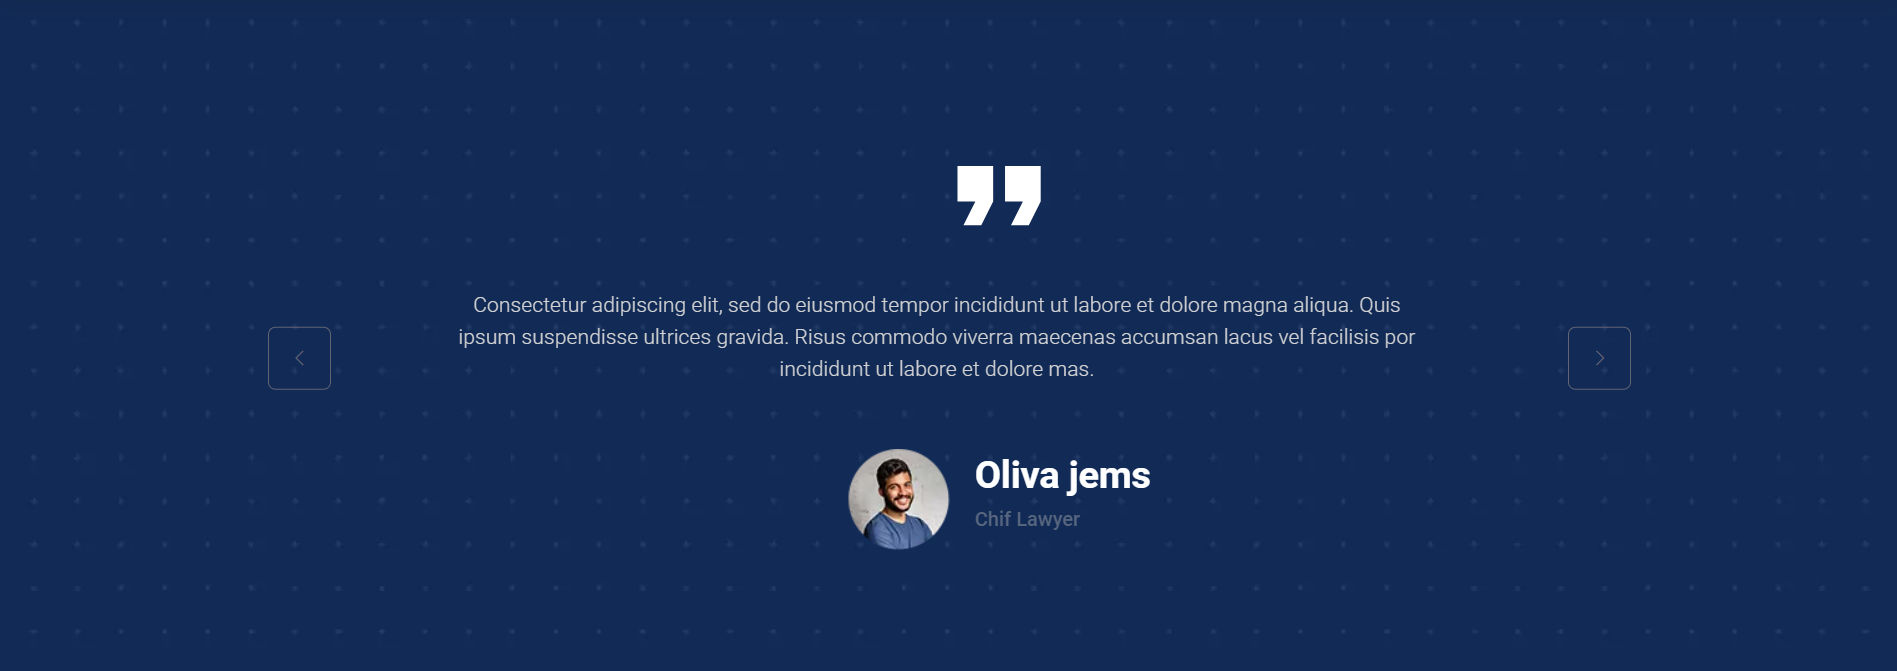 Consectetur adipiscing elit, sed do eiusmod tempor incididunt ut labore et dolore magna aliqua. Quis
ipsum suspendisse ultrices gravida. Risus commodo viverra maecenas accumsan lacus vel facilisis por
incididunt ut labore et dolore mas.
Oliva jems
Chif Lawyer